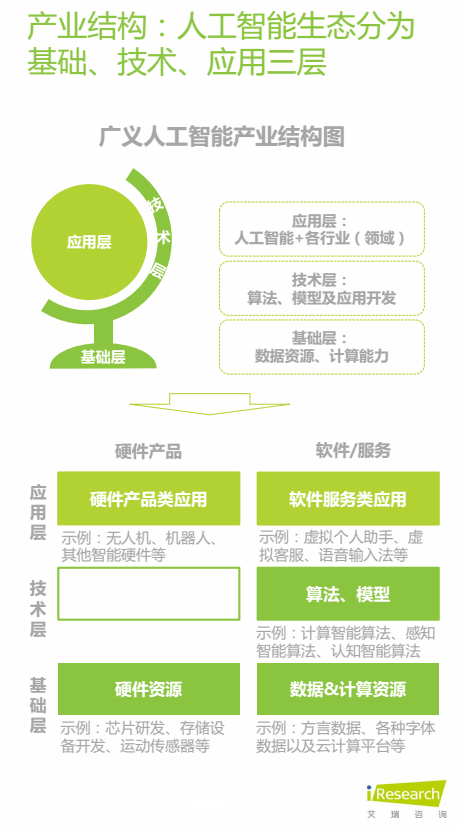 产业结构：人工智能生态分为
基础、技术、应用三层
广义人工智能产业结构图
应用层
技术层
基础层
应用层：
人工智能+各行业（领域）
技术层：
算法、模型及应用开发
基础层：
数据资源、计算能力
硬件产品
软件/服务
应用层
硬件产品类应用
示例：无人机、机器人、
其他智能硬件等
软件服务类应用
示例：虚拟个人助手、虚
拟客服、语音输入法等
技术层
算法、模型
示例：计算智能算法、感知
智能算法、认知智能算法
基础层
硬件资源
示例：芯片研发、存储设
备开发、运动传感器等
数据&计算资源
示例：方言数据、各种字体
数据以及云计算平台等
iResearch
艾瑞咨询